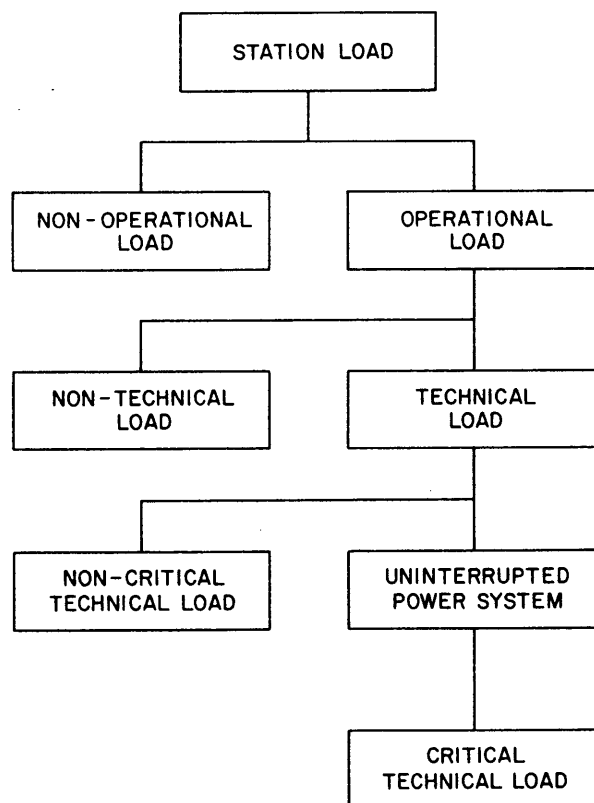 STATION LOAD
NON-OPERATIONAL
LOAD
OPERATIONAL
LOAD
NON-TECHNICAL
LOAD
TECHNICAL
LOAD
NON-CRITICAL
TECHNICAL LOAD
UNINTERRUPTED
POWER SYSTEM
CRITICAL
TECHNICAL LOAD